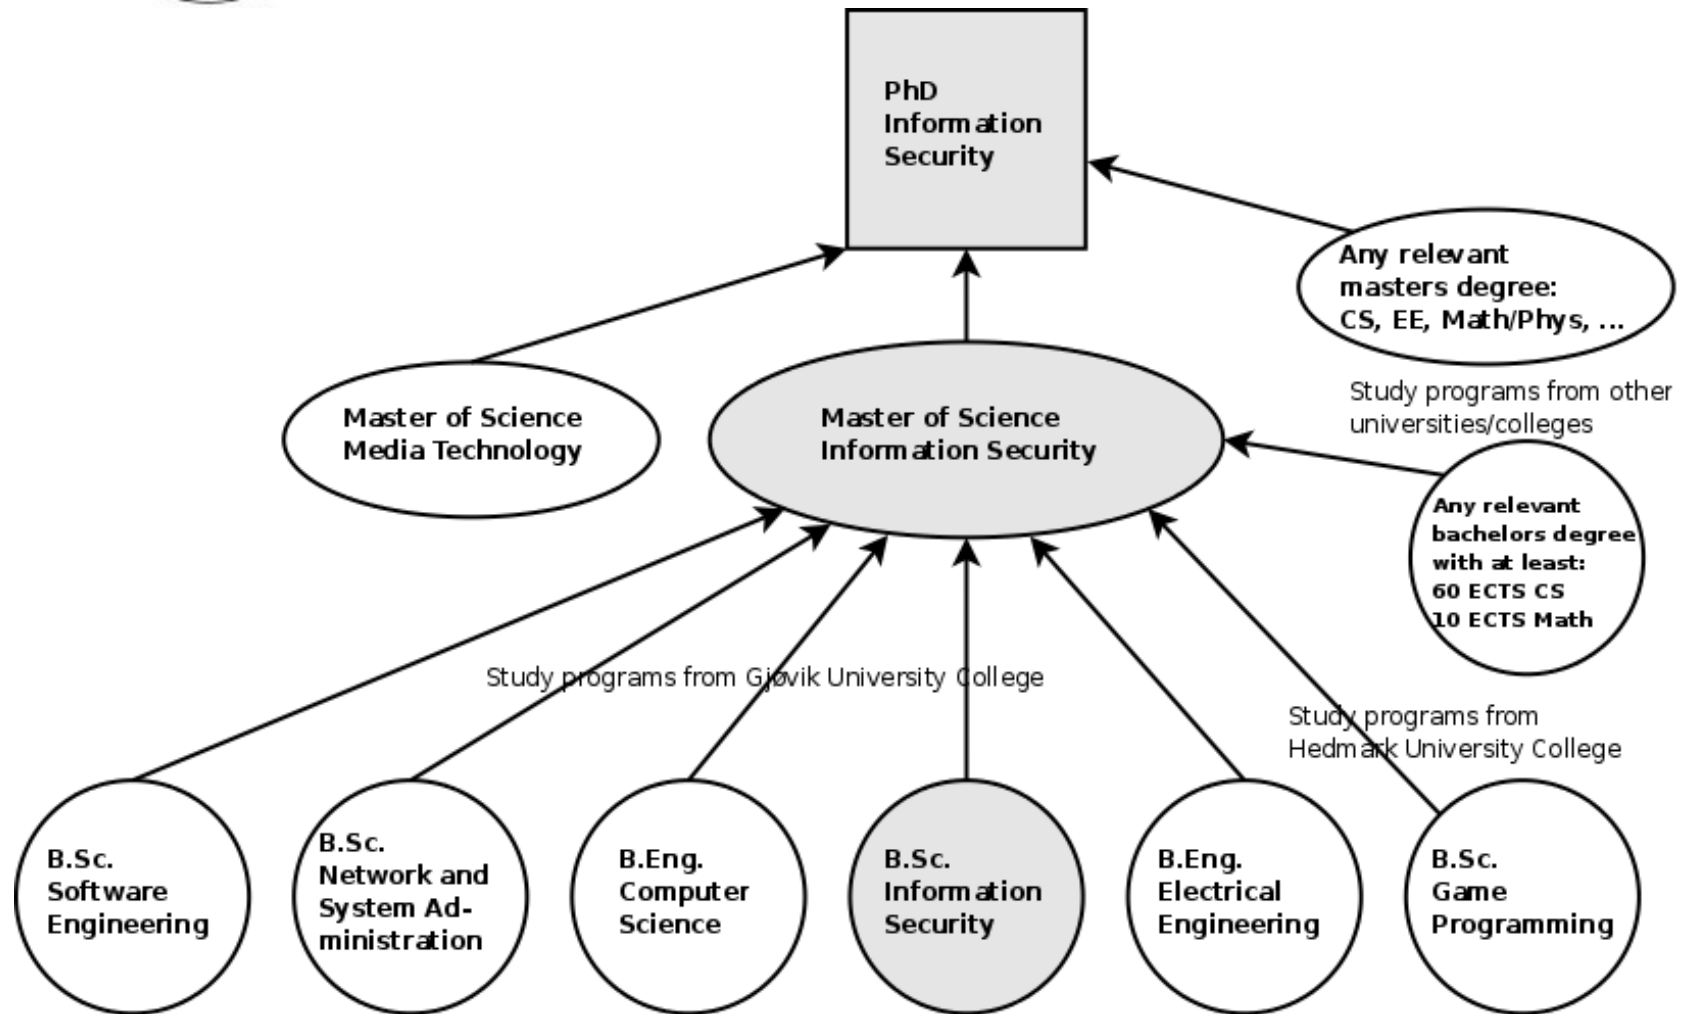 PhD
Information
Security
Any relevant
masters degree:
CS, EE, Math/Phys, ...
Study programs from other
universities/colleges
Master of Science
Media Technology
Master of Science
Information Security
Any relevant
bachelors degree
with at least:
60 ECTS CS
10 ECTS Math
Study programs from Gjøvik University College
Study programs from
Hedmark University College
B.Sc.
Software
Engineering
B.Sc.
Network and
System Ad-
ministration
B.Eng.
Computer
Science
B.Sc.
Information
Security
B.Eng.
Electrical
Engineering
B.Sc.
Game
Programming